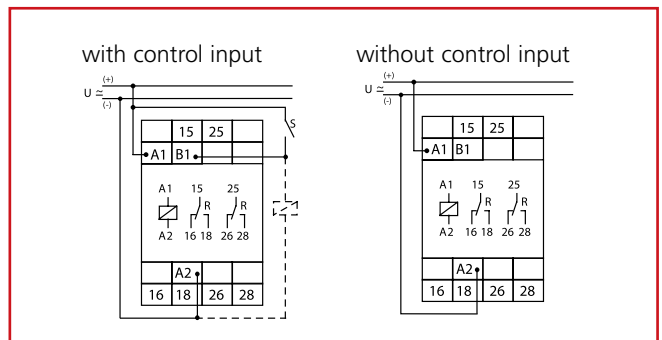 with control input
(+)
U ≂
(-)
S
15 25
A1 B1
A1 15 25
R R
A2 16 18 26 28
A2
16 18 26 28
without control input
(+)
U ≂
(-)
15 25
A1 B1
A1 15 25
R R
A2 16 18 26 28
A2
16 18 26 28